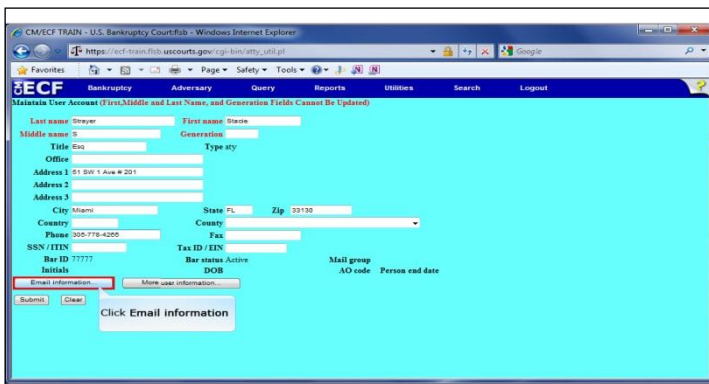 CM/ECF TRAIN - U.S. Bankruptcy Court:flsb - Windows Internet Explorer
https://ecf-train.flsb.uscourts.gov/cgi-bin/atty_util.pl
Google
Favorites Page Safety Tools
ECF Bankruptcy Adversary Query Reports Utilities Search Logout ?
Maintain User Account (First,Middle and Last Name, and Generation Fields Cannot Be Updated)
Last name Strayer First name Stacie
Middle name S Generation
Title Esq Type aty
Office
Address 1 51 SW 1 Ave # 201
Address 2
Address 3
City Miami State FL Zip 33130
Country County
Phone 305-778-4266 Fax
SSN / ITIN Tax ID / EIN
Bar ID 77777 Bar status Active Mail group
Initials DOB AO code Person end date
Email information... More user information...
Submit Clear
Click Email information